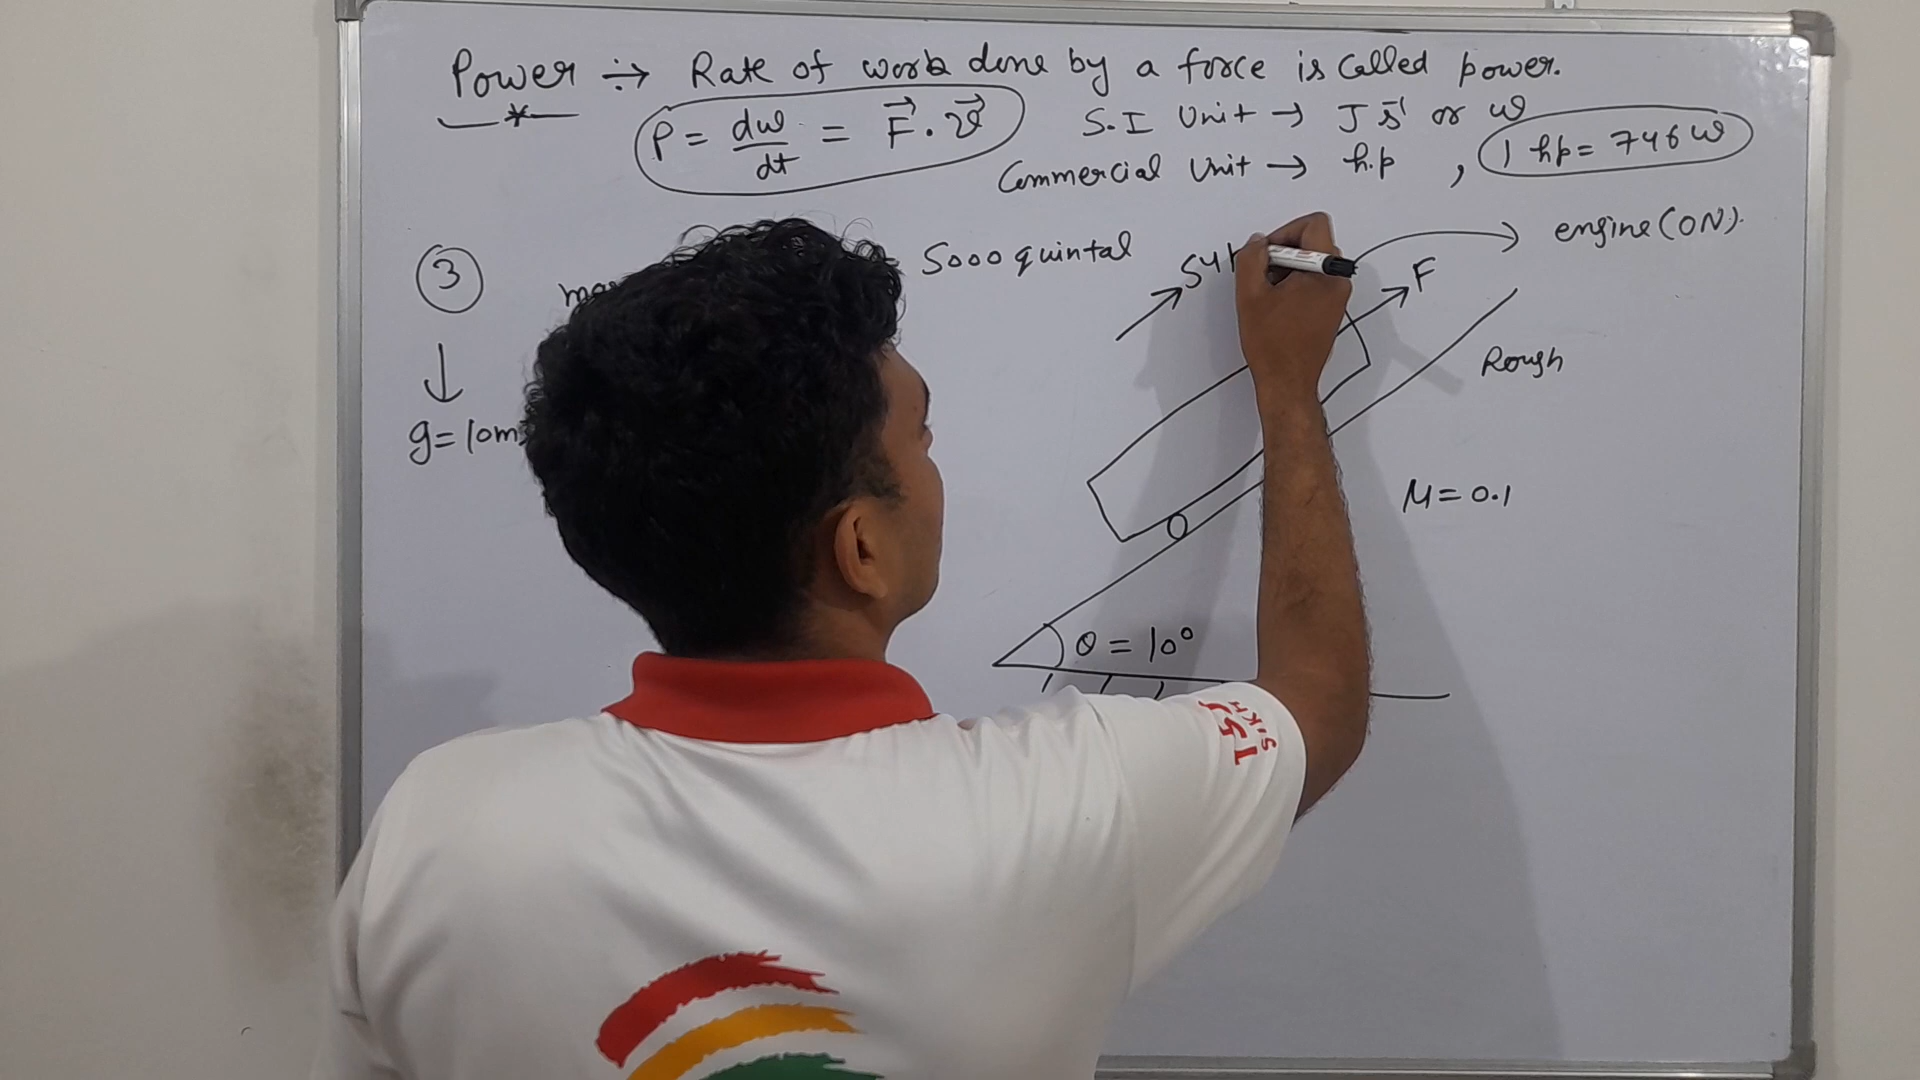 Power ÷→ Rate of work done by a force is called power.
P = dw/dt = F⃗ . v⃗
S.I Unit → J s⁻¹ or w
Commercial Unit → h.p , 1 hp = 746 w
3
5000 quintal
54
engine (ON).
F
Rough
g = 10m
μ = 0.1
θ = 10°